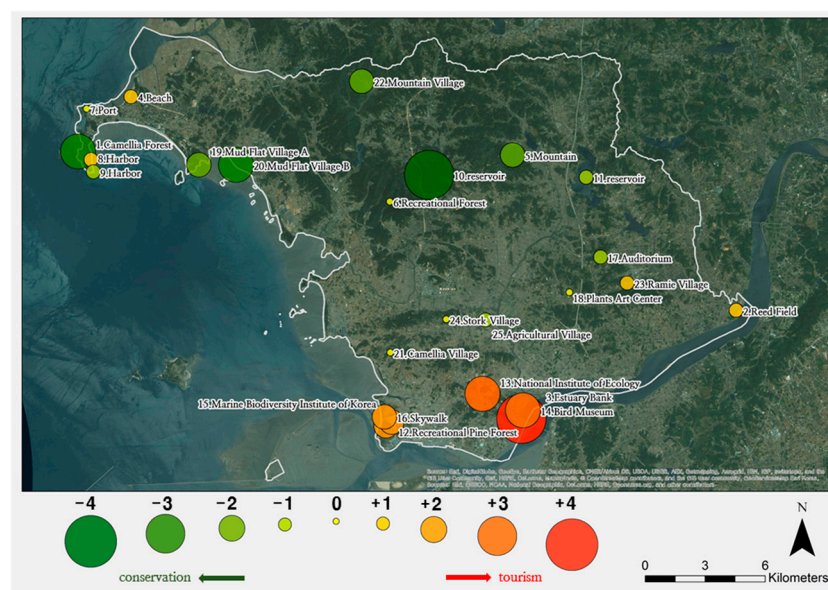 22.Mountain Village
4.Beach
7.Port
1.Camellia Forest
8.Harbor
9.Harbor
19.Mud Flat Village A
20.Mud Flat Village B
5.Mountain
10.reservoir
11.reservoir
6.Recreational Forest
17.Auditorium
23.Ramie Village
18.Plants Art Center
2.Reed Field
24.Stork Village
25.Agricultural Village
21.Camellia Village
13.National Institute of Ecology
3.Estuary Bank
15.Marine Biodiversity Institute of Korea
14.Bird Museum
16.Skywalk
12.Recreational Pine Forest
−4 −3 −2 −1 0 +1 +2 +3 +4
conservation tourism
N
0 3 6
Kilometers